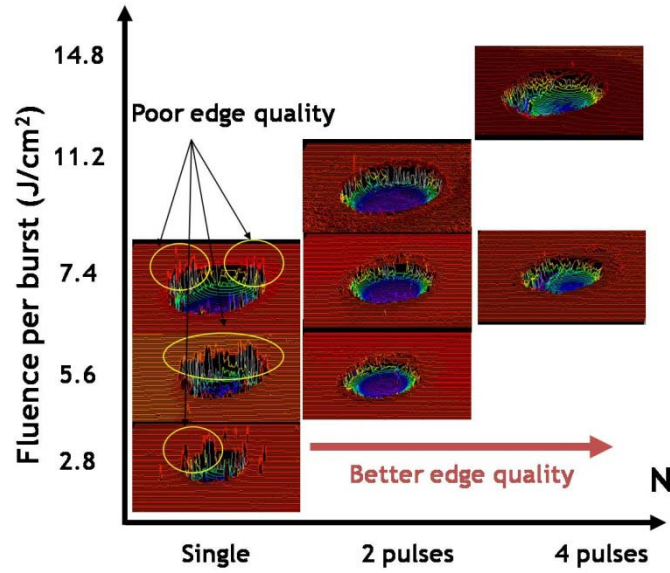 14.8
Poor edge quality
11.2
7.4
5.6
2.8
Fluence per burst (J/cm²)
Better edge quality
N
Single
2 pulses
4 pulses